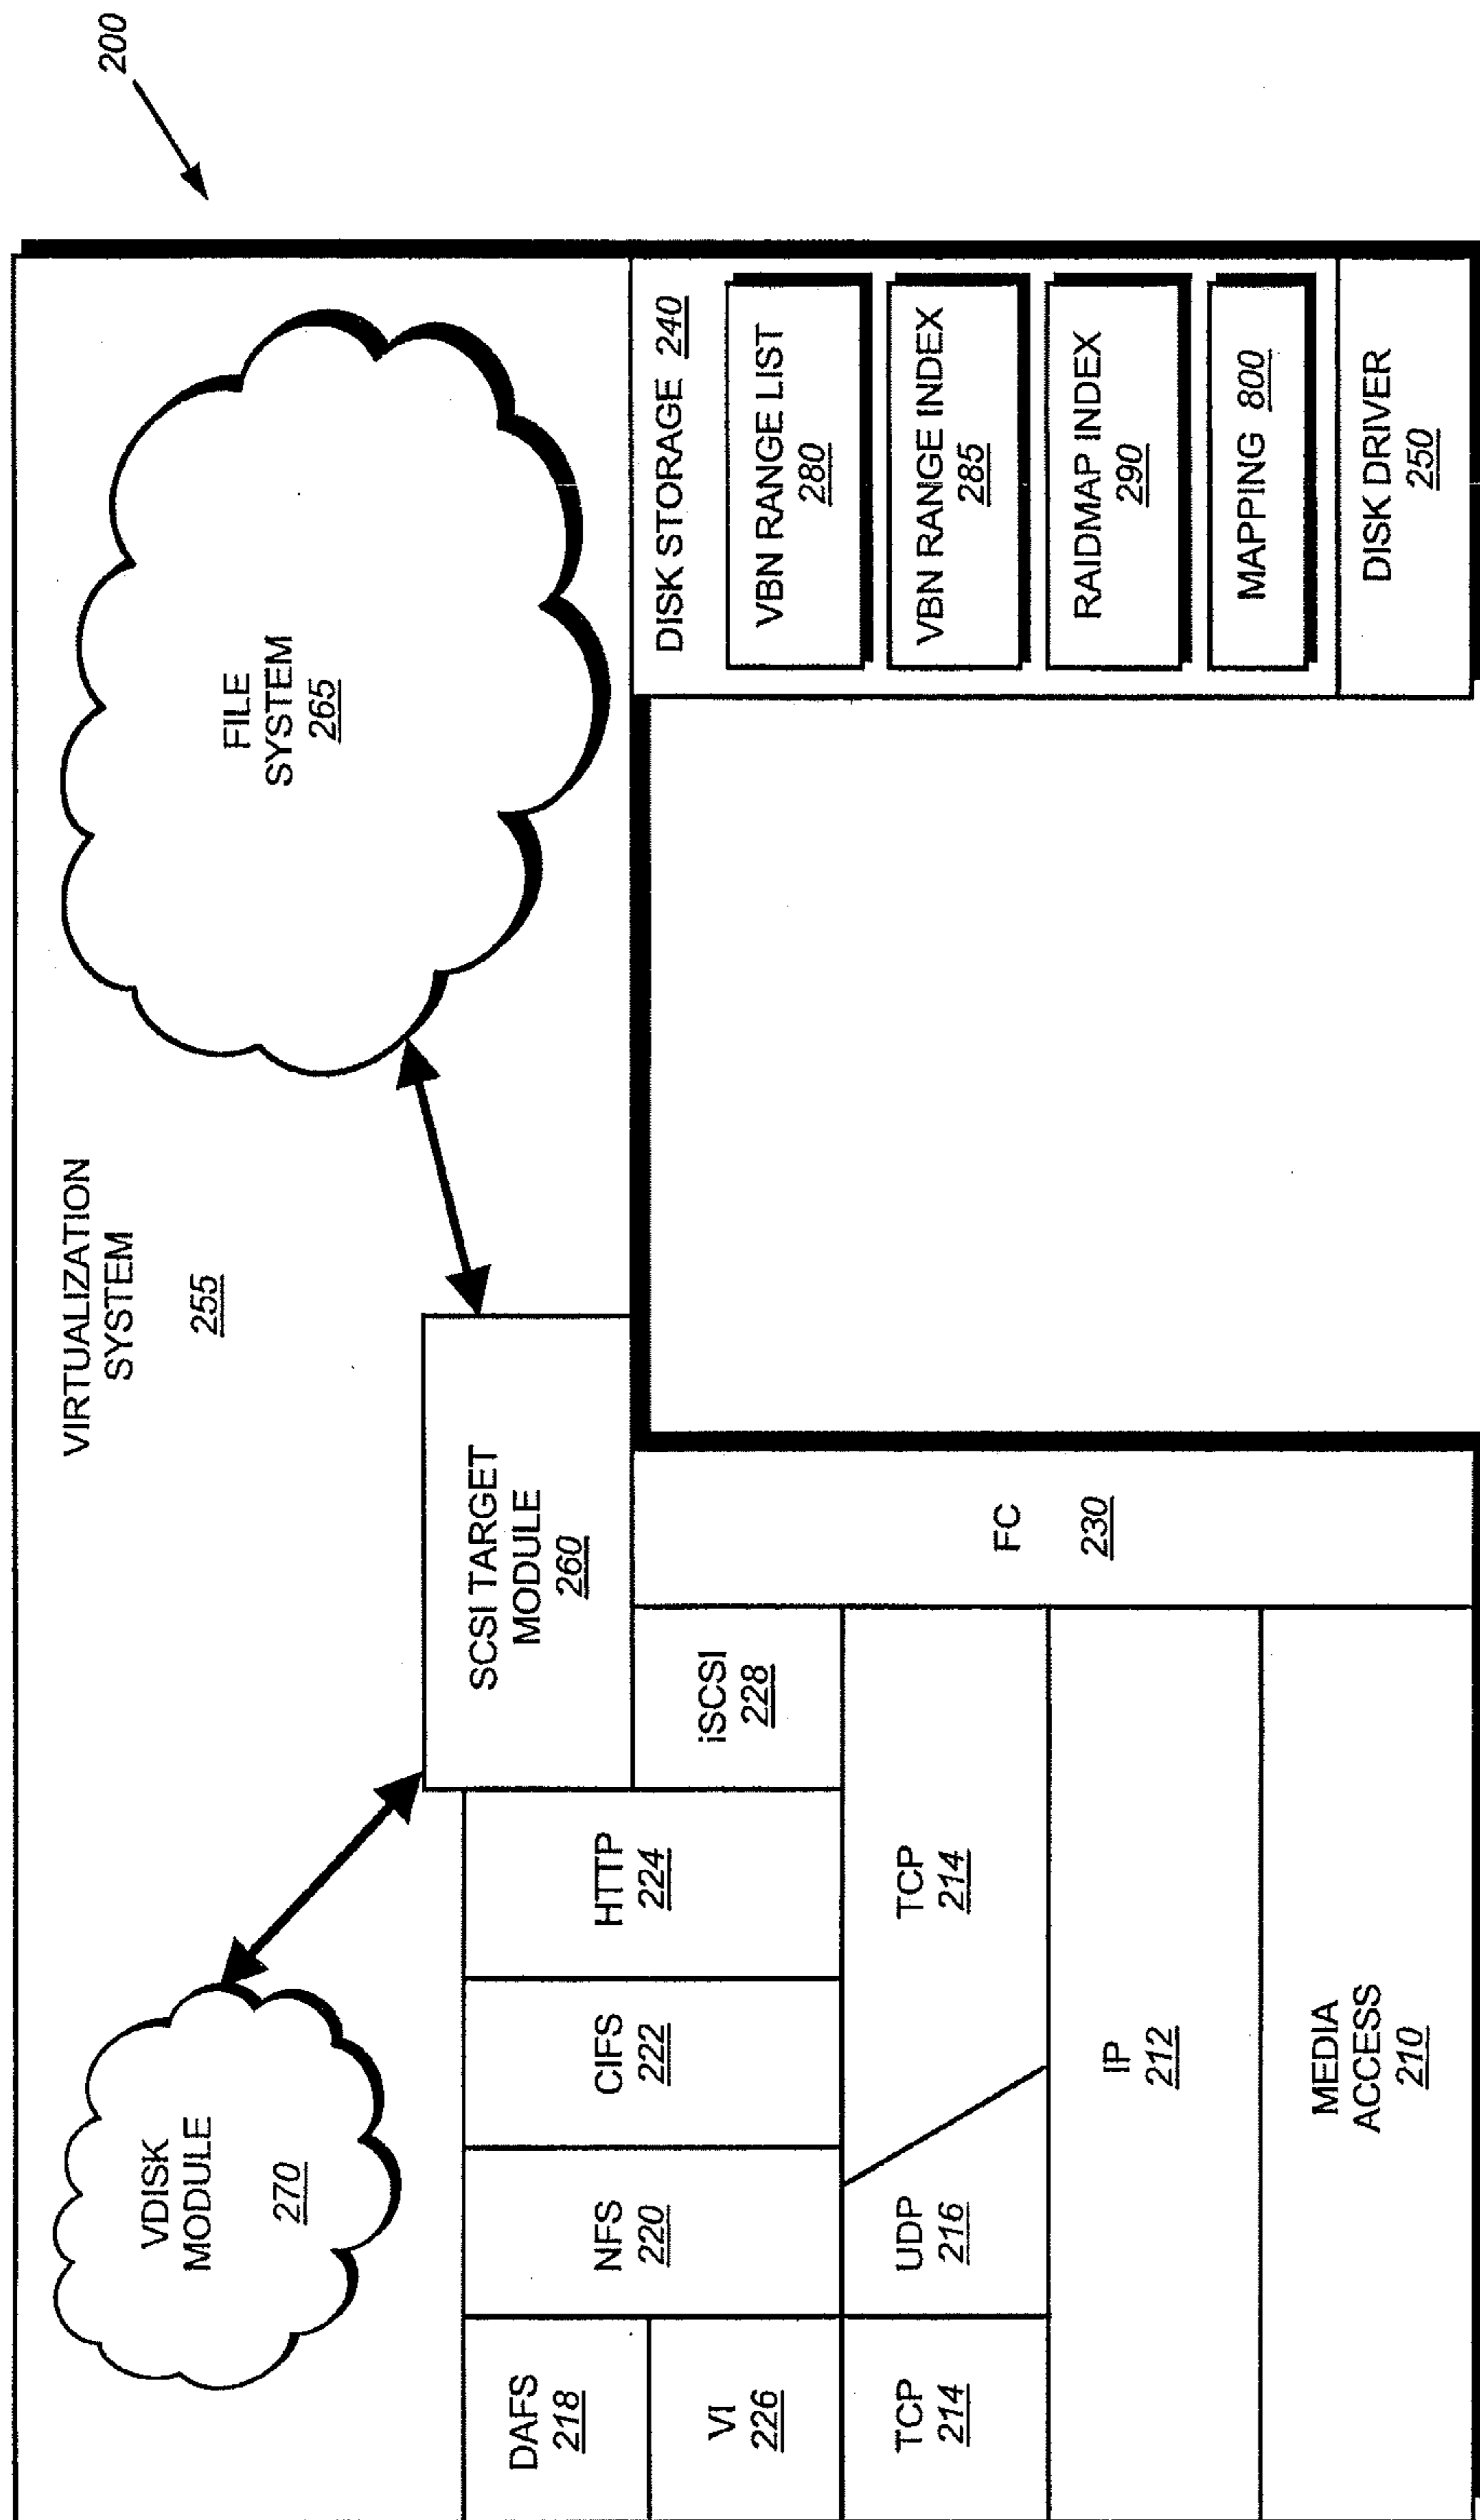 200
VIRTUALIZATION
SYSTEM
255
VDISK
MODULE
270
FILE
SYSTEM
265
SCSI TARGET
MODULE
260
DAFS
218
VI
226
NFS
220
CIFS
222
HTTP
224
iSCSI
228
FC
230
TCP
214
UDP
216
TCP
214
IP
212
MEDIA
ACCESS
210
DISK STORAGE 240
VBN RANGE LIST
280
VBN RANGE INDEX
285
RAIDMAP INDEX
290
MAPPING 800
DISK DRIVER
250